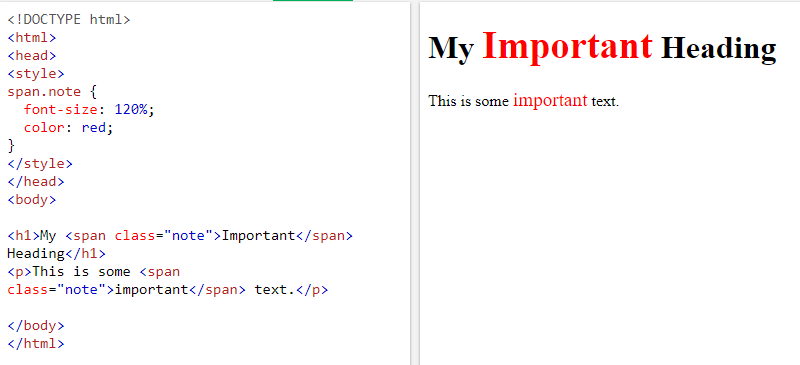 <!DOCTYPE html>
<html>
<head>
<style>
span.note {
  font-size: 120%;
  color: red;
}
</style>
</head>
<body>

<h1>My <span class="note">Important</span>
Heading</h1>
<p>This is some <span
class="note">important</span> text.</p>

</body>
</html>
My Important Heading
This is some important text.